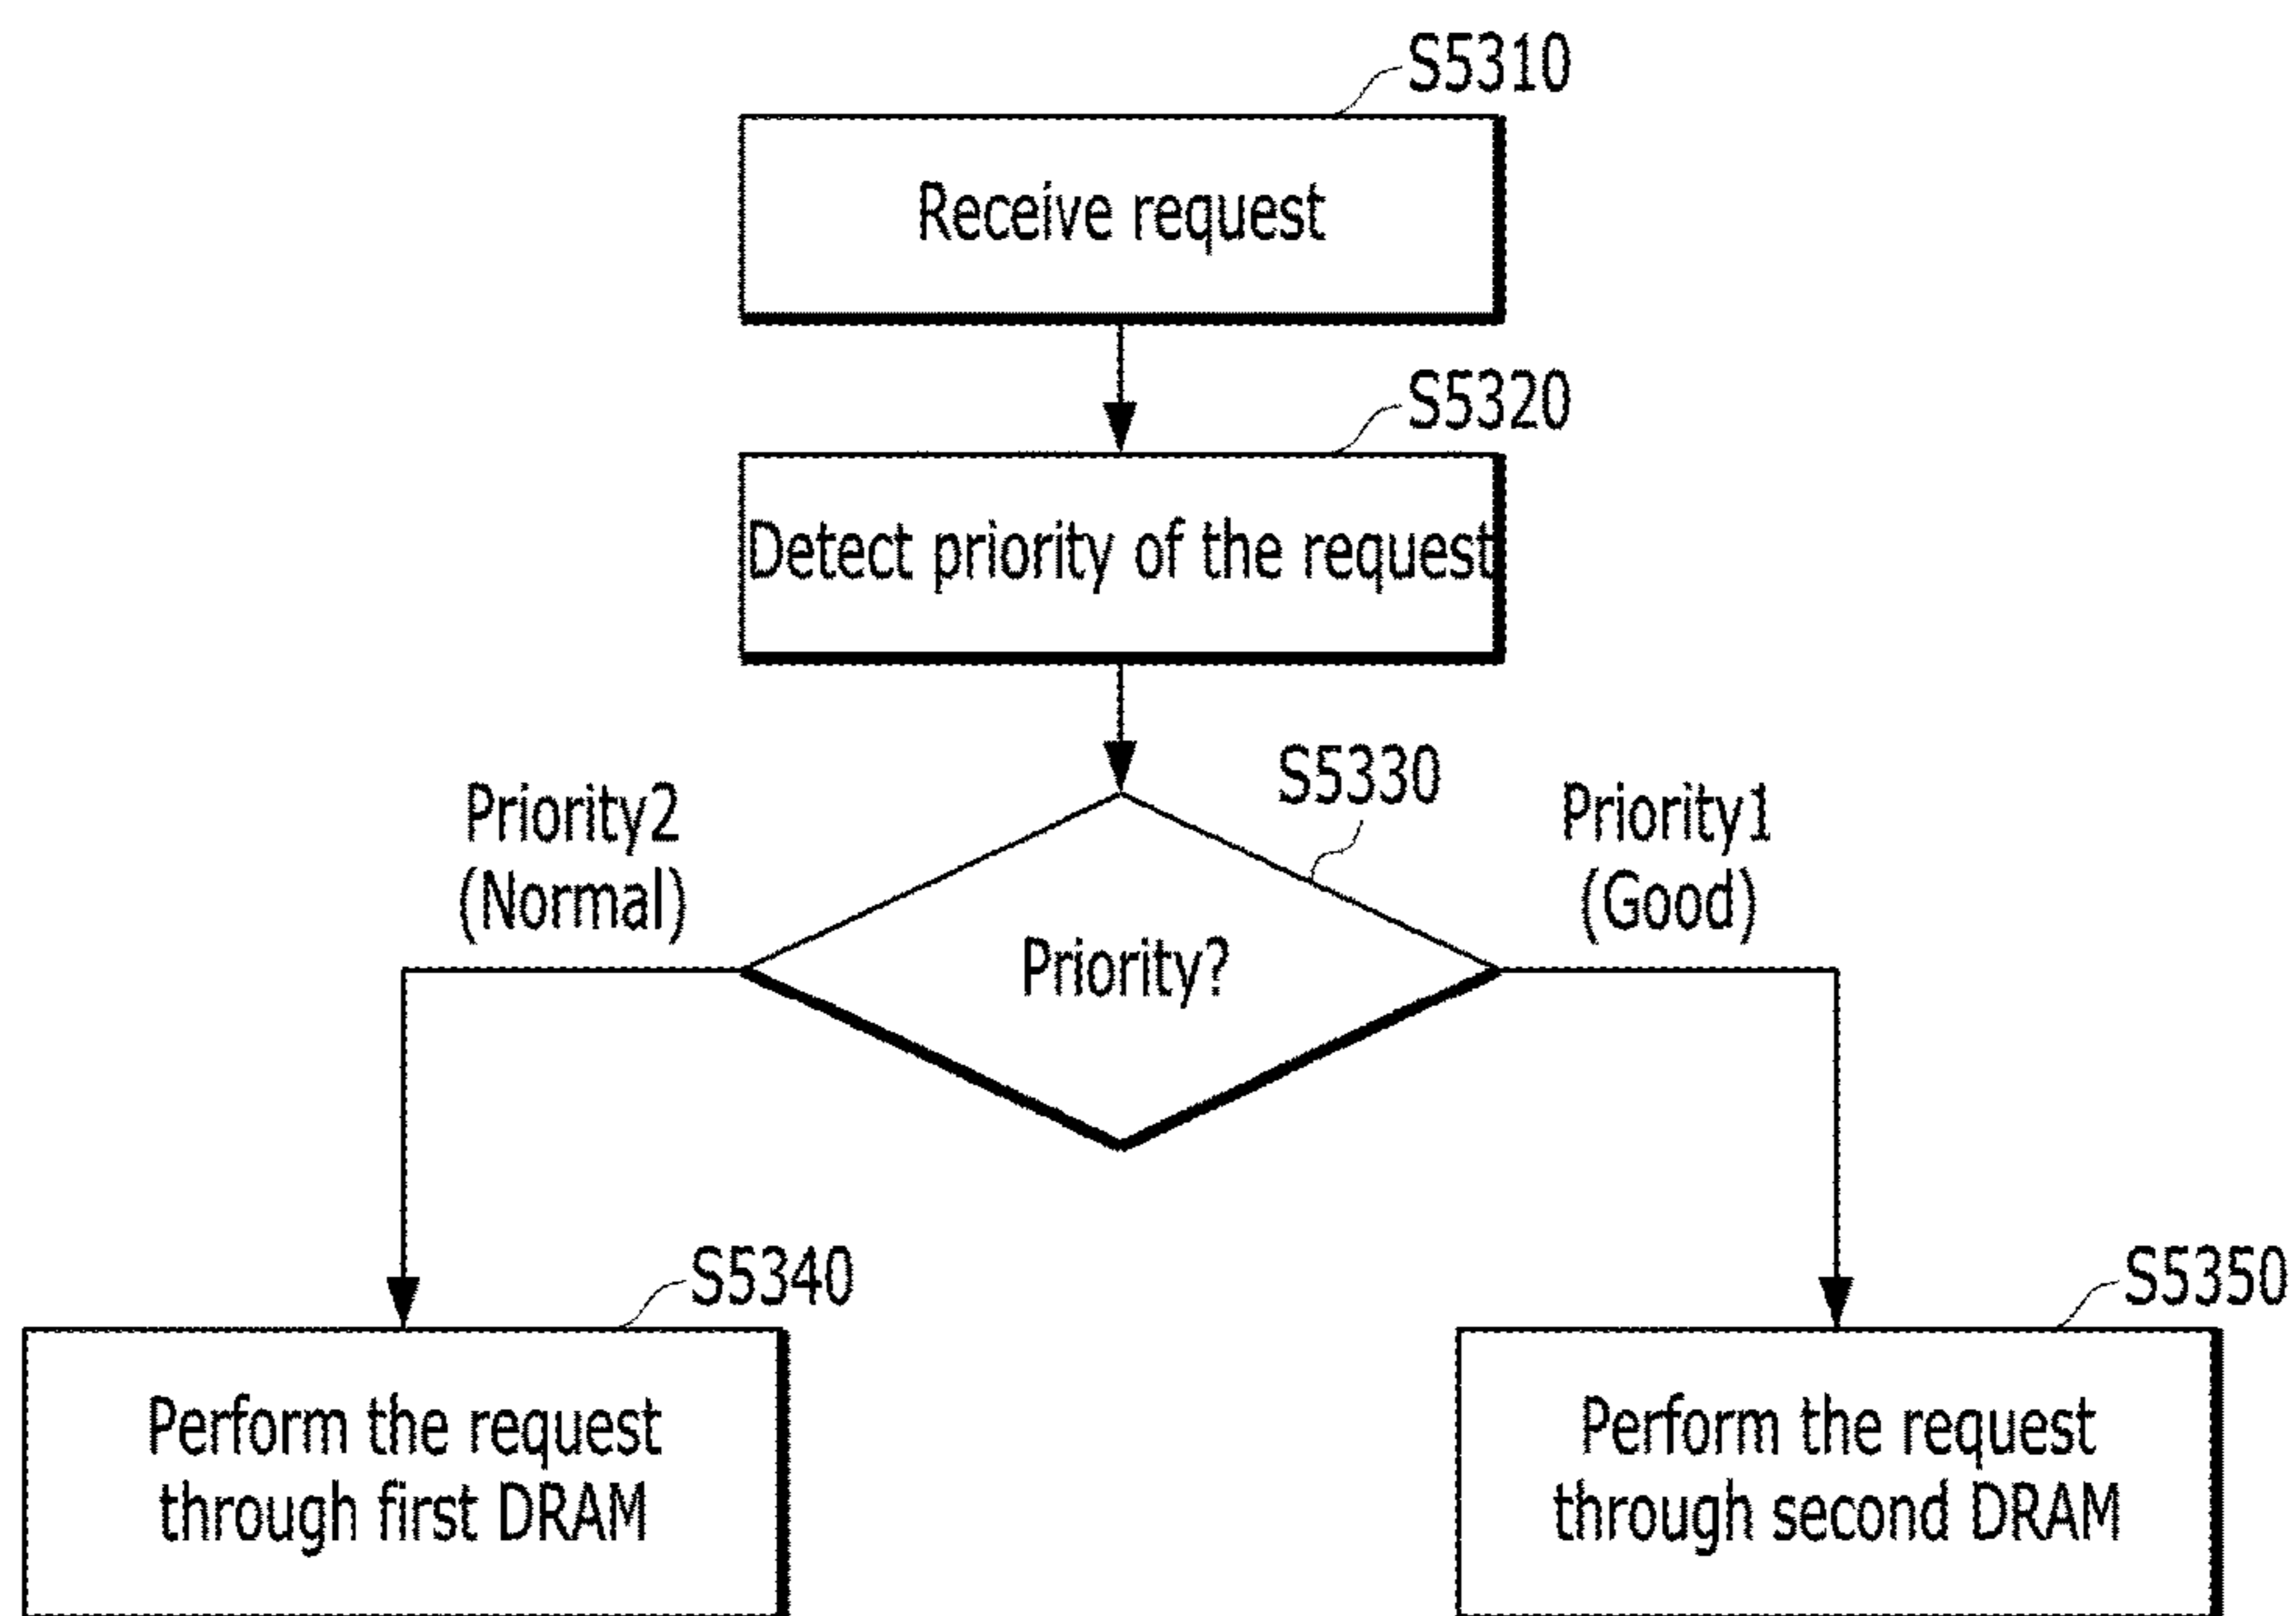 S5310
Receive request
S5320
Detect priority of the request
S5330
Priority2
(Normal)
Priority1
(Good)
Priority?
S5340
S5350
Perform the request
through first DRAM
Perform the request
through second DRAM